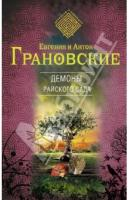 Евгения и Антон
ГРАНОВСКИЕ
ДЕМОНЫ
РАЙСКОГО САДА